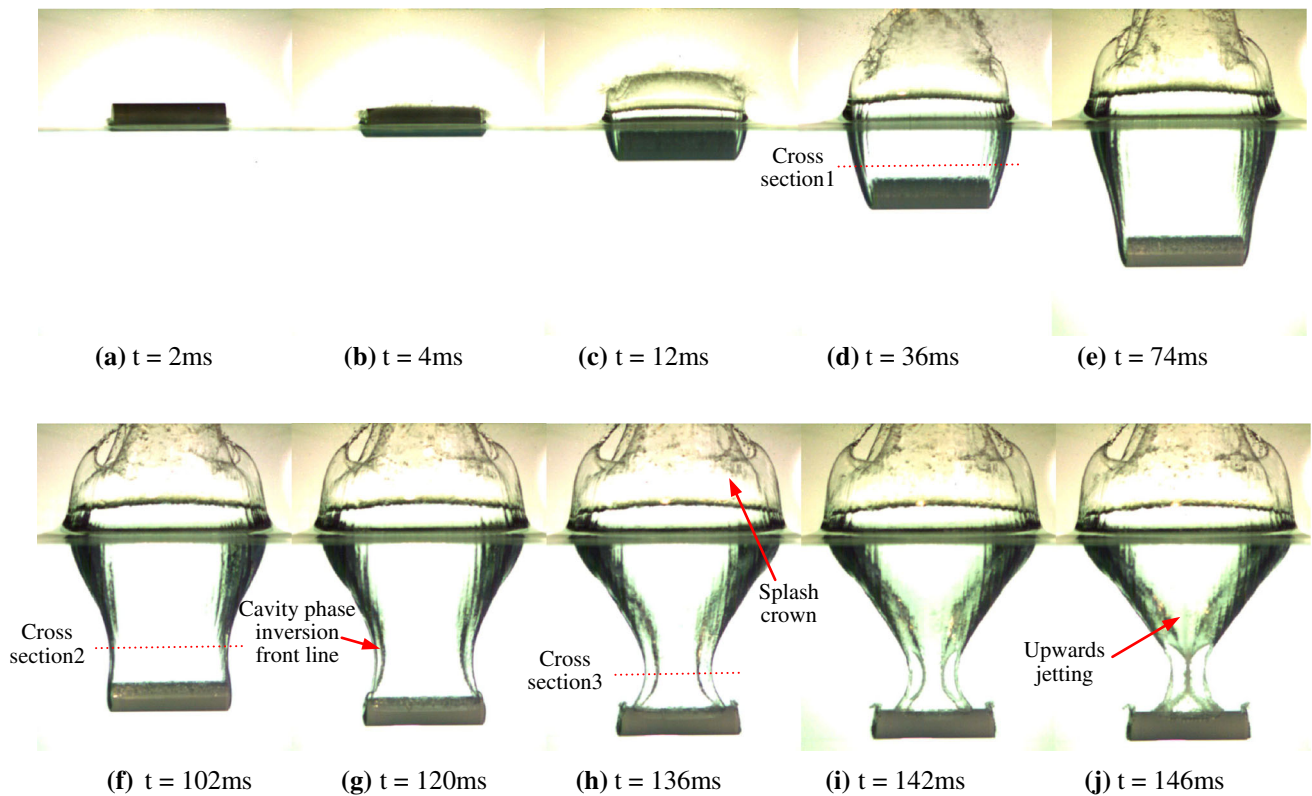 Cross
section1
(a) t = 2ms
(b) t = 4ms
(c) t = 12ms
(d) t = 36ms
(e) t = 74ms
Cross
section2
Cavity phase
inversion
front line
Cross
section3
Splash
crown
Upwards
jetting
(f) t = 102ms
(g) t = 120ms
(h) t = 136ms
(i) t = 142ms
(j) t = 146ms